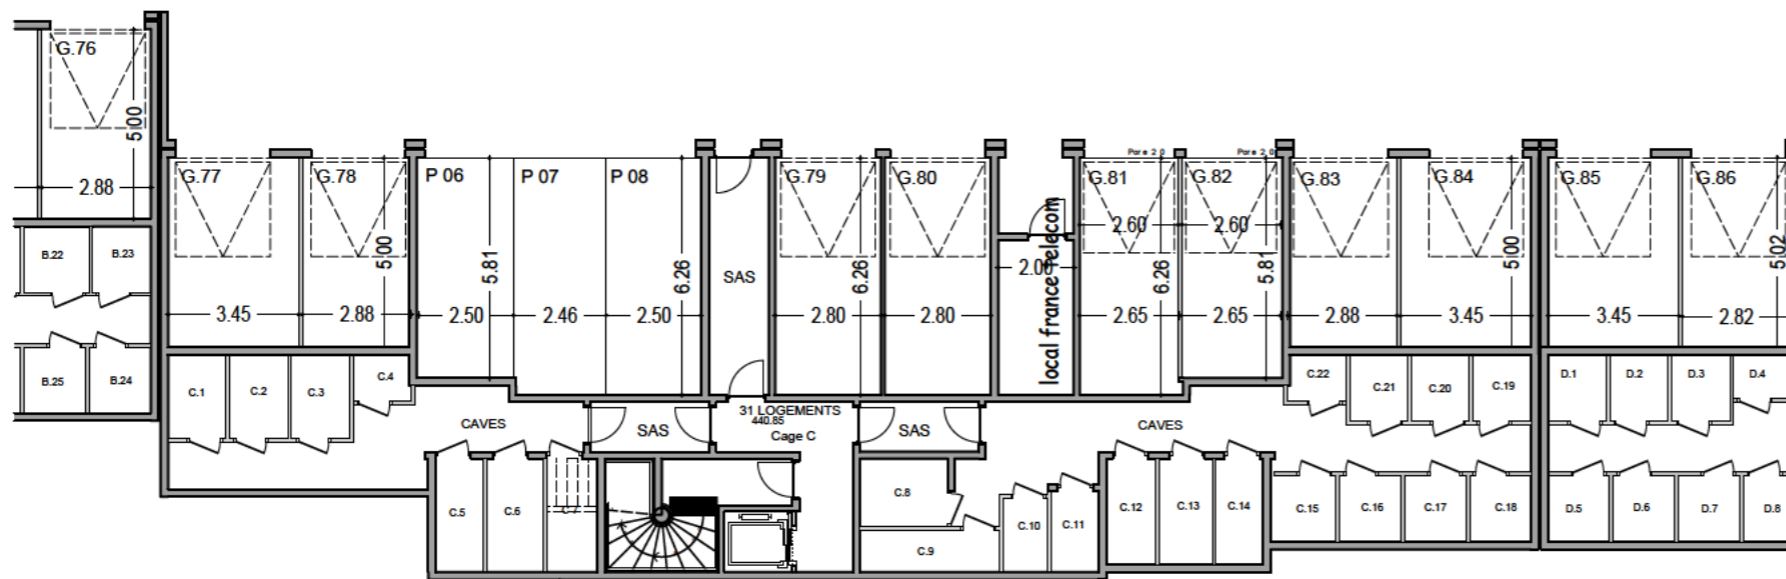 G.76
5.00
2.88
B.22
B.23
B.25
B.24
G.77
G.78
5.00
3.45
2.88
P 06
P 07
P 08
5.81
6.26
2.50
2.46
2.50
SAS
G.79
G.80
6.26
2.80
2.80
local france telecom
G.81
G.82
2.60
2.60
6.26
5.81
2.65
2.65
G.83
G.84
5.00
2.88
3.45
G.85
G.86
5.02
3.45
2.82
C.1
C.2
C.3
C.4
CAVES
SAS
31 LOGEMENTS
440.85
Cage C
SAS
CAVES
C.22
C.21
C.20
C.19
D.1
D.2
D.3
D.4
C.5
C.6
C.7
C.8
C.9
C.10
C.11
C.12
C.13
C.14
C.15
C.16
C.17
C.18
D.5
D.6
D.7
D.8